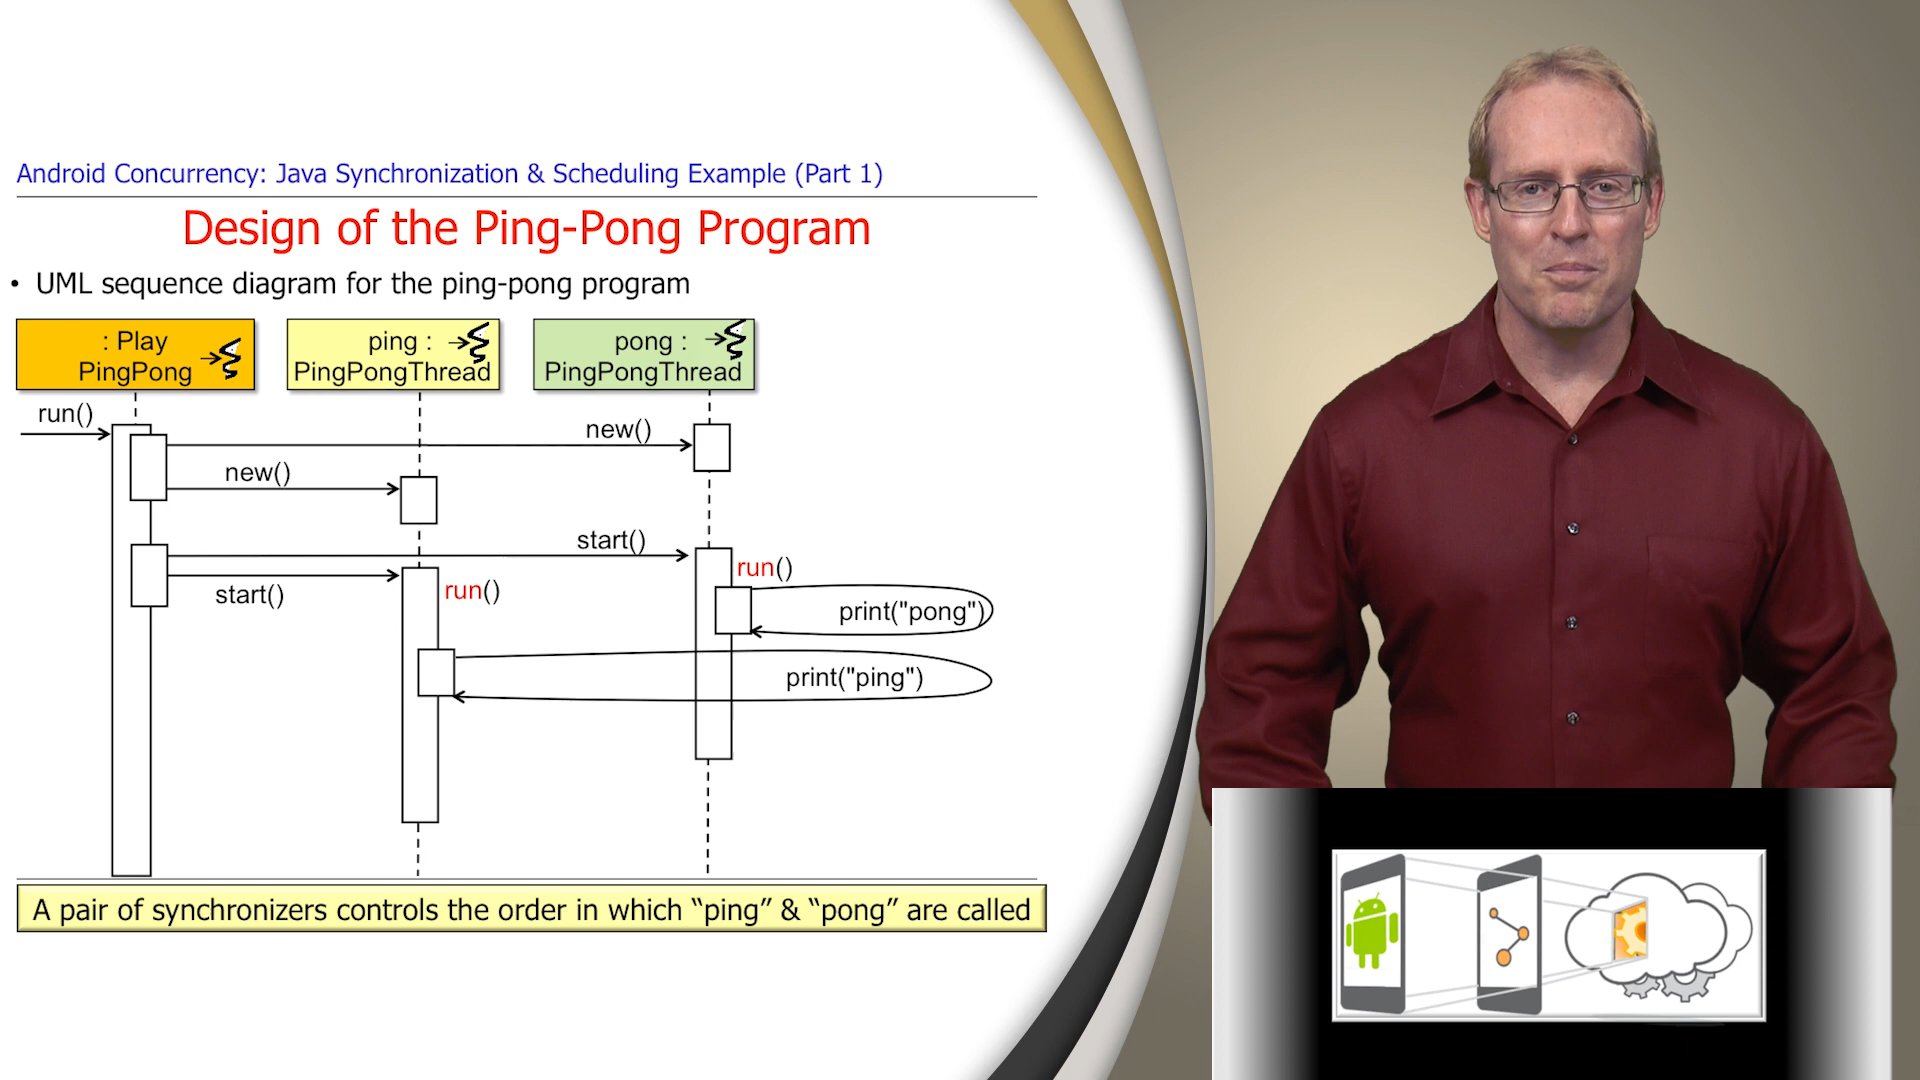 Android Concurrency: Java Synchronization & Scheduling Example (Part 1)
Design of the Ping-Pong Program
• UML sequence diagram for the ping-pong program
: Play
PingPong
ping :
PingPongThread
pong :
PingPongThread
run()
new()
new()
start()
start()
run()
run()
print("pong")
print("ping")
A pair of synchronizers controls the order in which “ping” & “pong” are called